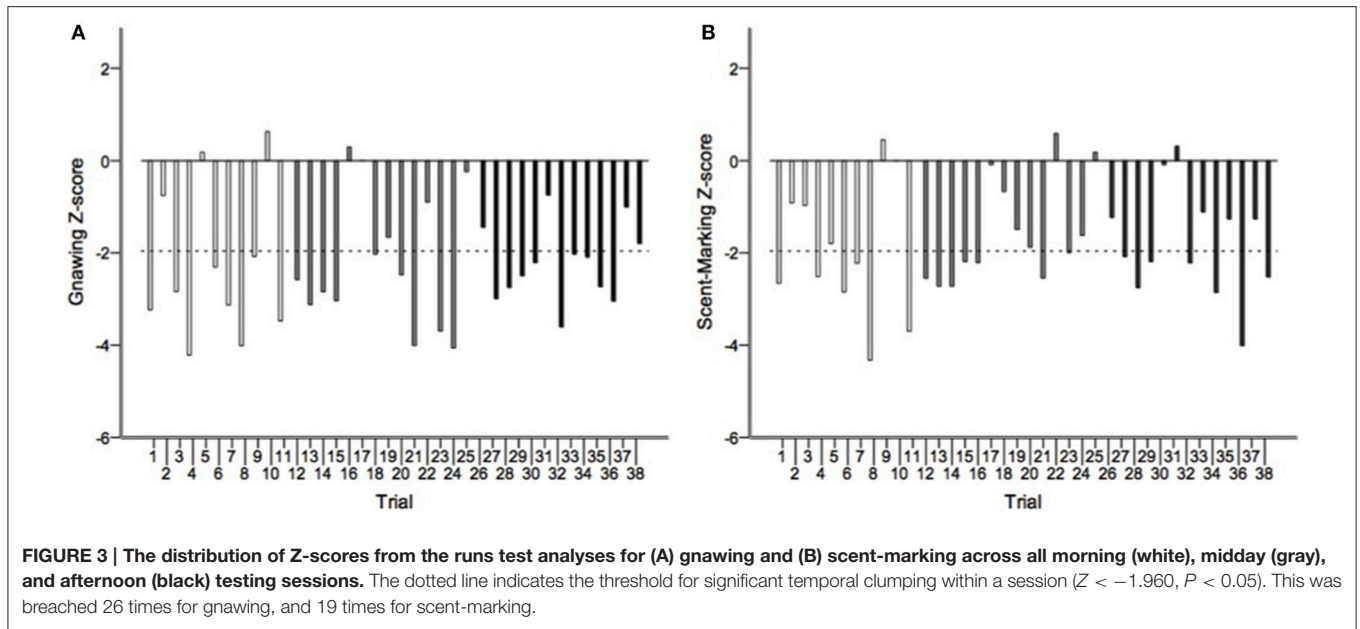 A
B
2
0
-2
-4
-6
Gnawing Z-score
1 3 5 7 9 11 13 15 17 19 21 23 25 27 29 31 33 35 37
2 4 6 8 10 12 14 16 18 20 22 24 26 28 30 32 34 36 38
Trial
2
0
-2
-4
-6
Scent-Marking Z-score
1 3 5 7 9 11 13 15 17 19 21 23 25 27 29 31 33 35 37
2 4 6 8 10 12 14 16 18 20 22 24 26 28 30 32 34 36 38
Trial
FIGURE 3 | The distribution of Z-scores from the runs test analyses for (A) gnawing and (B) scent-marking across all morning (white), midday (gray),
and afternoon (black) testing sessions. The dotted line indicates the threshold for significant temporal clumping within a session (Z < −1.960, P < 0.05). This was
breached 26 times for gnawing, and 19 times for scent-marking.